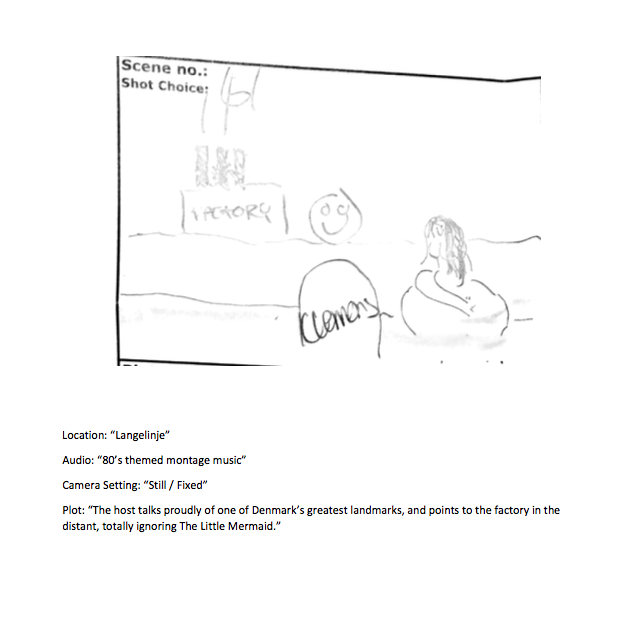 Scene no.:
Shot Choice:
FACTORY
Klemens
Location: “Langelinje”
Audio: “80’s themed montage music”
Camera Setting: “Still / Fixed”
Plot: “The host talks proudly of one of Denmark’s greatest landmarks, and points to the factory in the
distant, totally ignoring The Little Mermaid.”